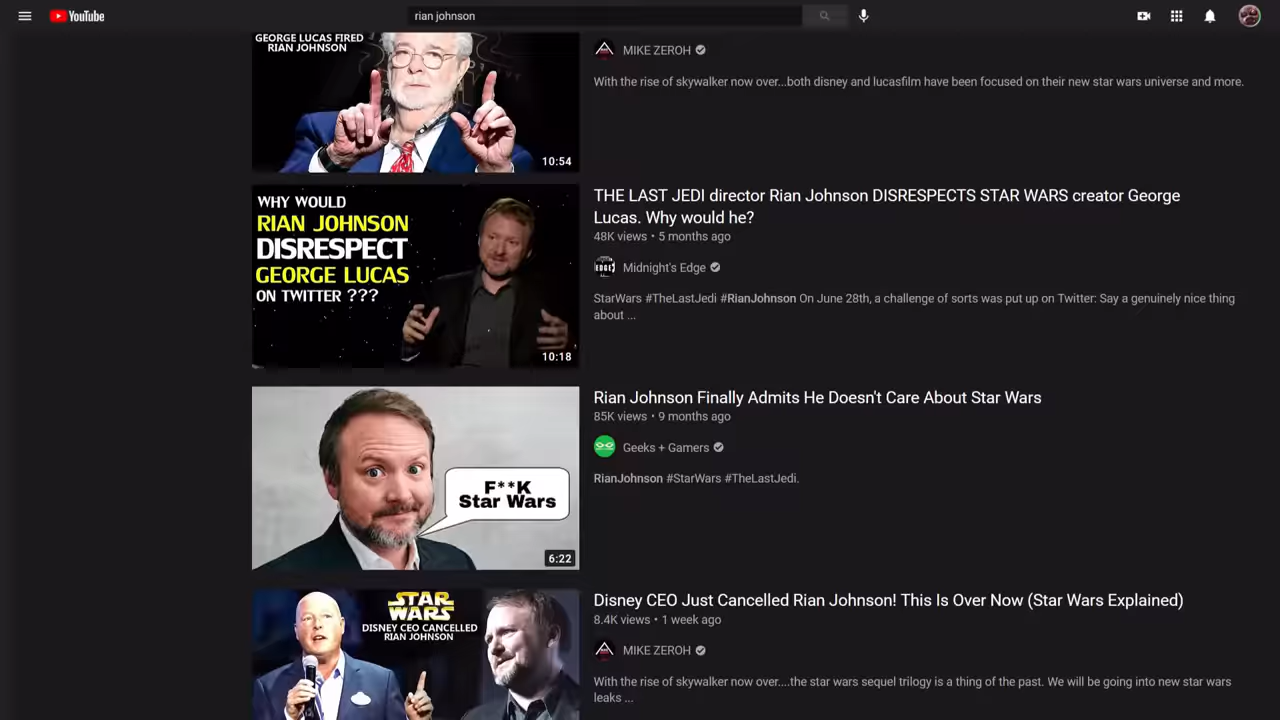 YouTube
rian johnson
GEORGE LUCAS FIRED
RIAN JOHNSON
10:54
MIKE ZEROH
With the rise of skywalker now over...both disney and lucasfilm have been focused on their new star wars universe and more.
WHY WOULD
RIAN JOHNSON
DISRESPECT
GEORGE LUCAS
ON TWITTER ???
10:18
THE LAST JEDI director Rian Johnson DISRESPECTS STAR WARS creator George
Lucas. Why would he?
48K views • 5 months ago
EDGE
Midnight's Edge
StarWars #TheLastJedi #RianJohnson On June 28th, a challenge of sorts was put up on Twitter: Say a genuinely nice thing
about ...
F**K
Star Wars
6:22
Rian Johnson Finally Admits He Doesn't Care About Star Wars
85K views • 9 months ago
Geeks + Gamers
RianJohnson #StarWars #TheLastJedi.
STAR
WARS
DISNEY CEO CANCELLED
RIAN JOHNSON
Disney CEO Just Cancelled Rian Johnson! This Is Over Now (Star Wars Explained)
8.4K views • 1 week ago
MIKE ZEROH
With the rise of skywalker now over....the star wars sequel trilogy is a thing of the past. We will be going into new star wars
leaks ...